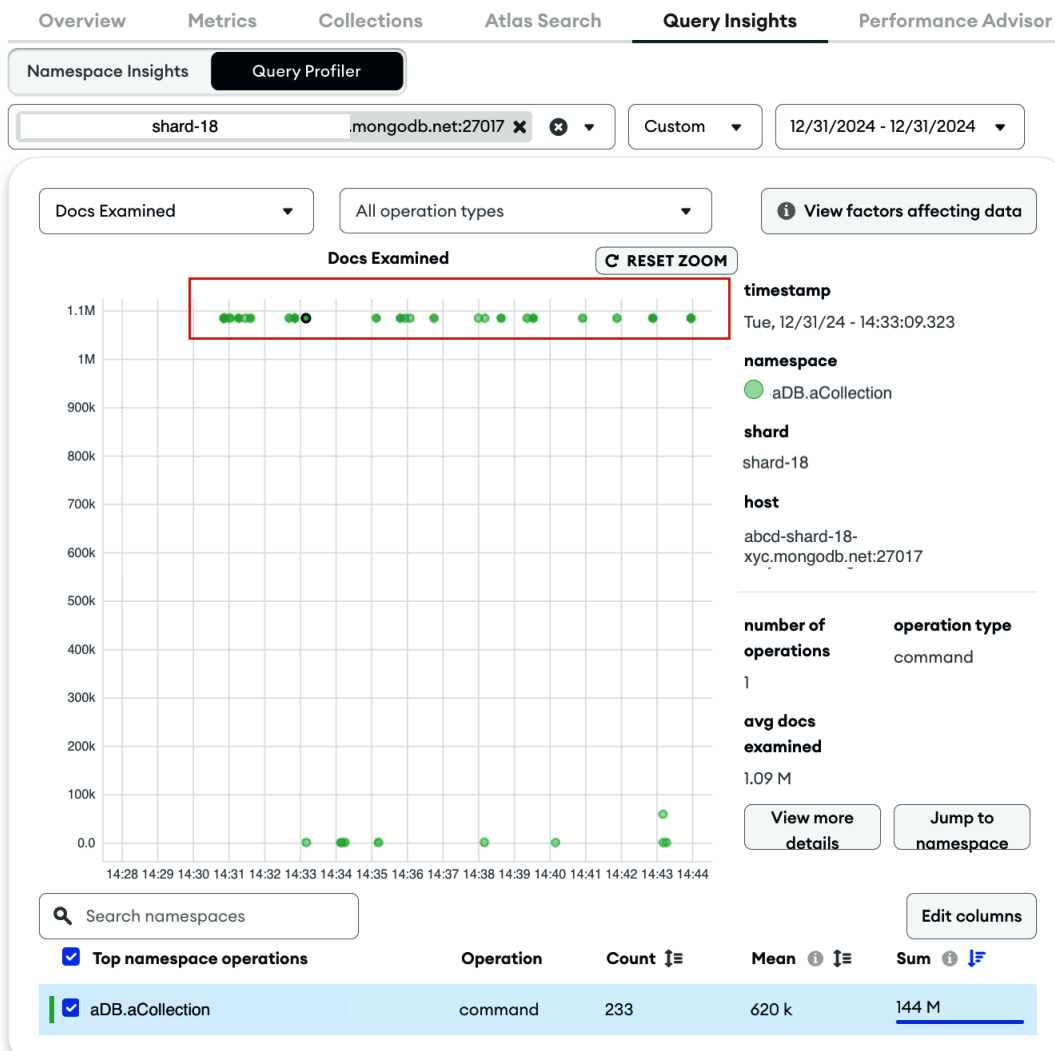 Overview Metrics Collections Atlas Search Query Insights Performance Advisor
Namespace Insights Query Profiler
shard-18 .mongodb.net:27017 Custom 12/31/2024 - 12/31/2024
Docs Examined All operation types View factors affecting data
Docs Examined RESET ZOOM
1.1M
1M
900k
800k
700k
600k
500k
400k
300k
200k
100k
0.0
14:28 14:29 14:30 14:31 14:32 14:33 14:34 14:35 14:36 14:37 14:38 14:39 14:40 14:41 14:42 14:43 14:44
timestamp
Tue, 12/31/24 - 14:33:09.323
namespace
aDB.aCollection
shard
shard-18
host
abcd-shard-18-
xyc.mongodb.net:27017
number of
operations
1
operation type
command
avg docs
examined
1.09 M
View more
details
Jump to
namespace
Search namespaces Edit columns
Top namespace operations Operation Count Mean Sum
aDB.aCollection command 233 620 k 144 M